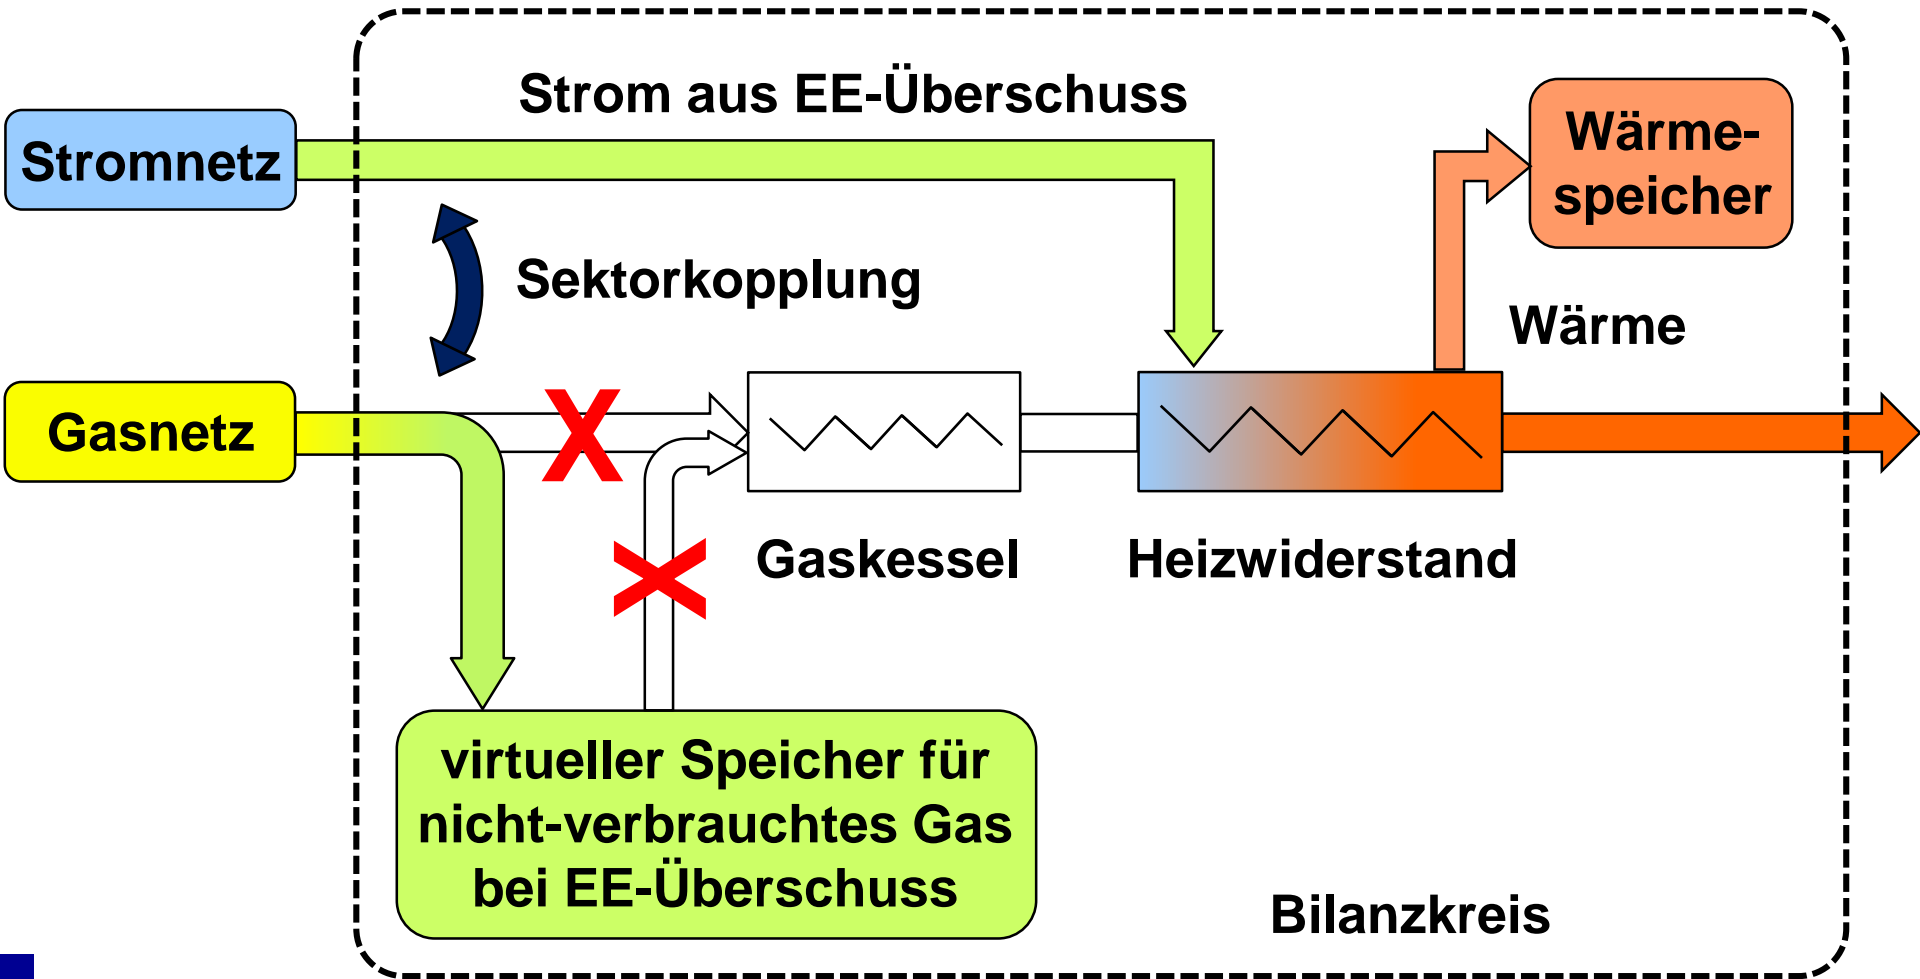 Strom aus EE-Überschuss
Stromnetz
Wärme-
speicher
Sektorkopplung
Wärme
Gasnetz
X
X
Gaskessel
Heizwiderstand
virtueller Speicher für
nicht-verbrauchtes Gas
bei EE-Überschuss
Bilanzkreis